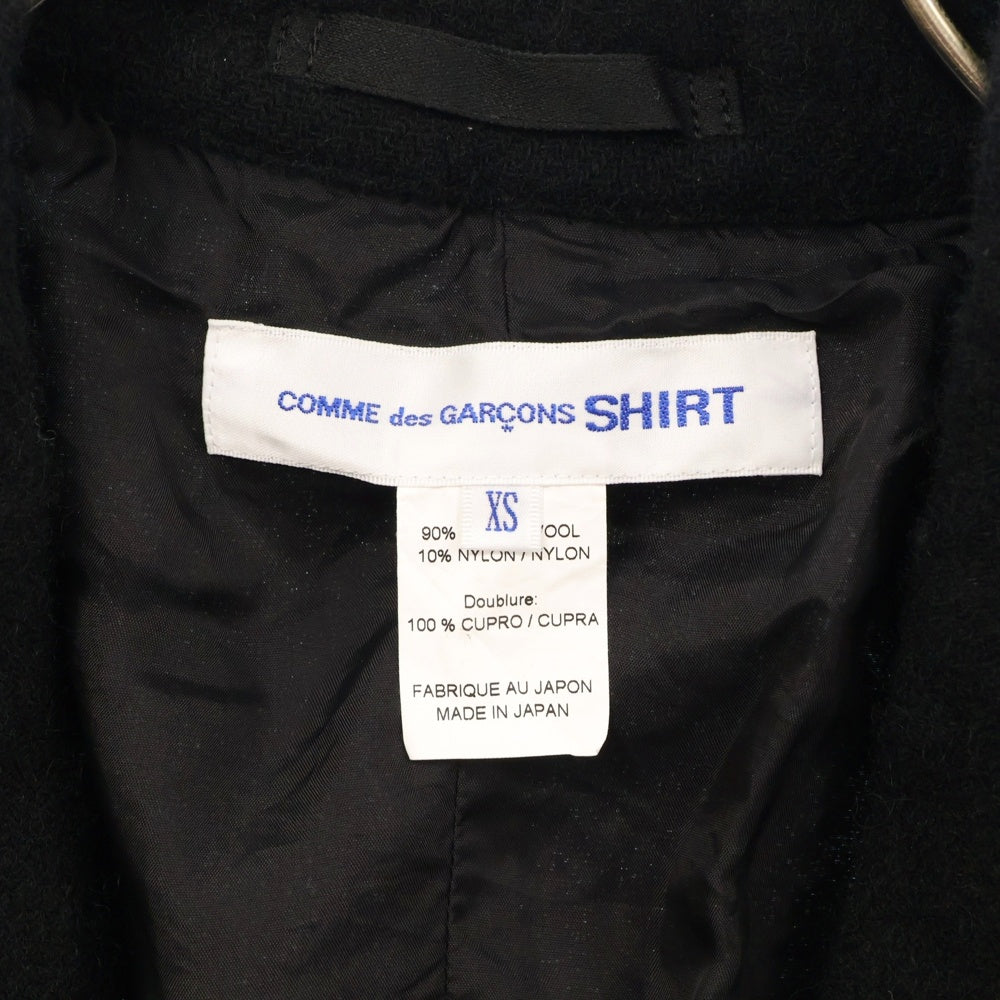 COMME des GARÇONS SHIRT
XS
90%
10% NYLON / NYLON
Doublure:
100 % CUPRO / CUPRA
FABRIQUE AU JAPON
MADE IN JAPAN